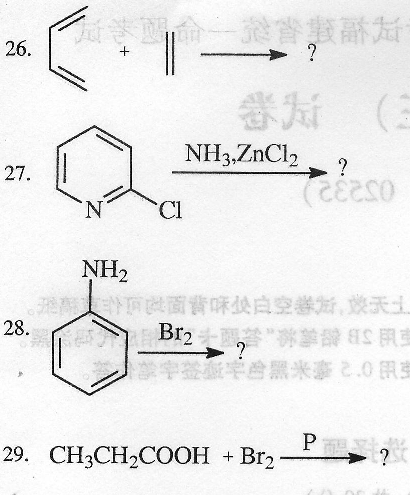 26. + ?
NH₃,ZnCl₂
27. ?
N Cl
NH₂
28. Br₂ ?
29. CH₃CH₂COOH + Br₂ P ?